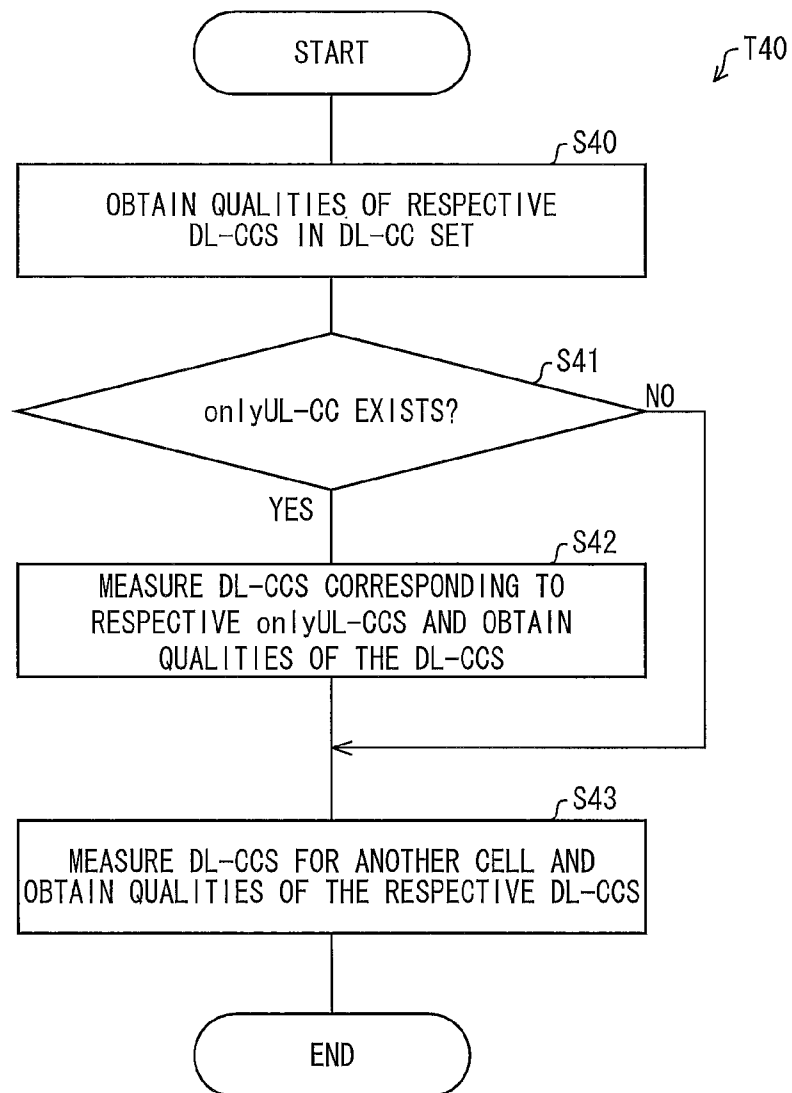 START
T40
S40
OBTAIN QUALITIES OF RESPECTIVE
DL-CCS IN DL-CC SET
S41
onlyUL-CC EXISTS?
NO
YES
S42
MEASURE DL-CCS CORRESPONDING TO
RESPECTIVE onlyUL-CCS AND OBTAIN
QUALITIES OF THE DL-CCS
S43
MEASURE DL-CCS FOR ANOTHER CELL AND
OBTAIN QUALITIES OF THE RESPECTIVE DL-CCS
END